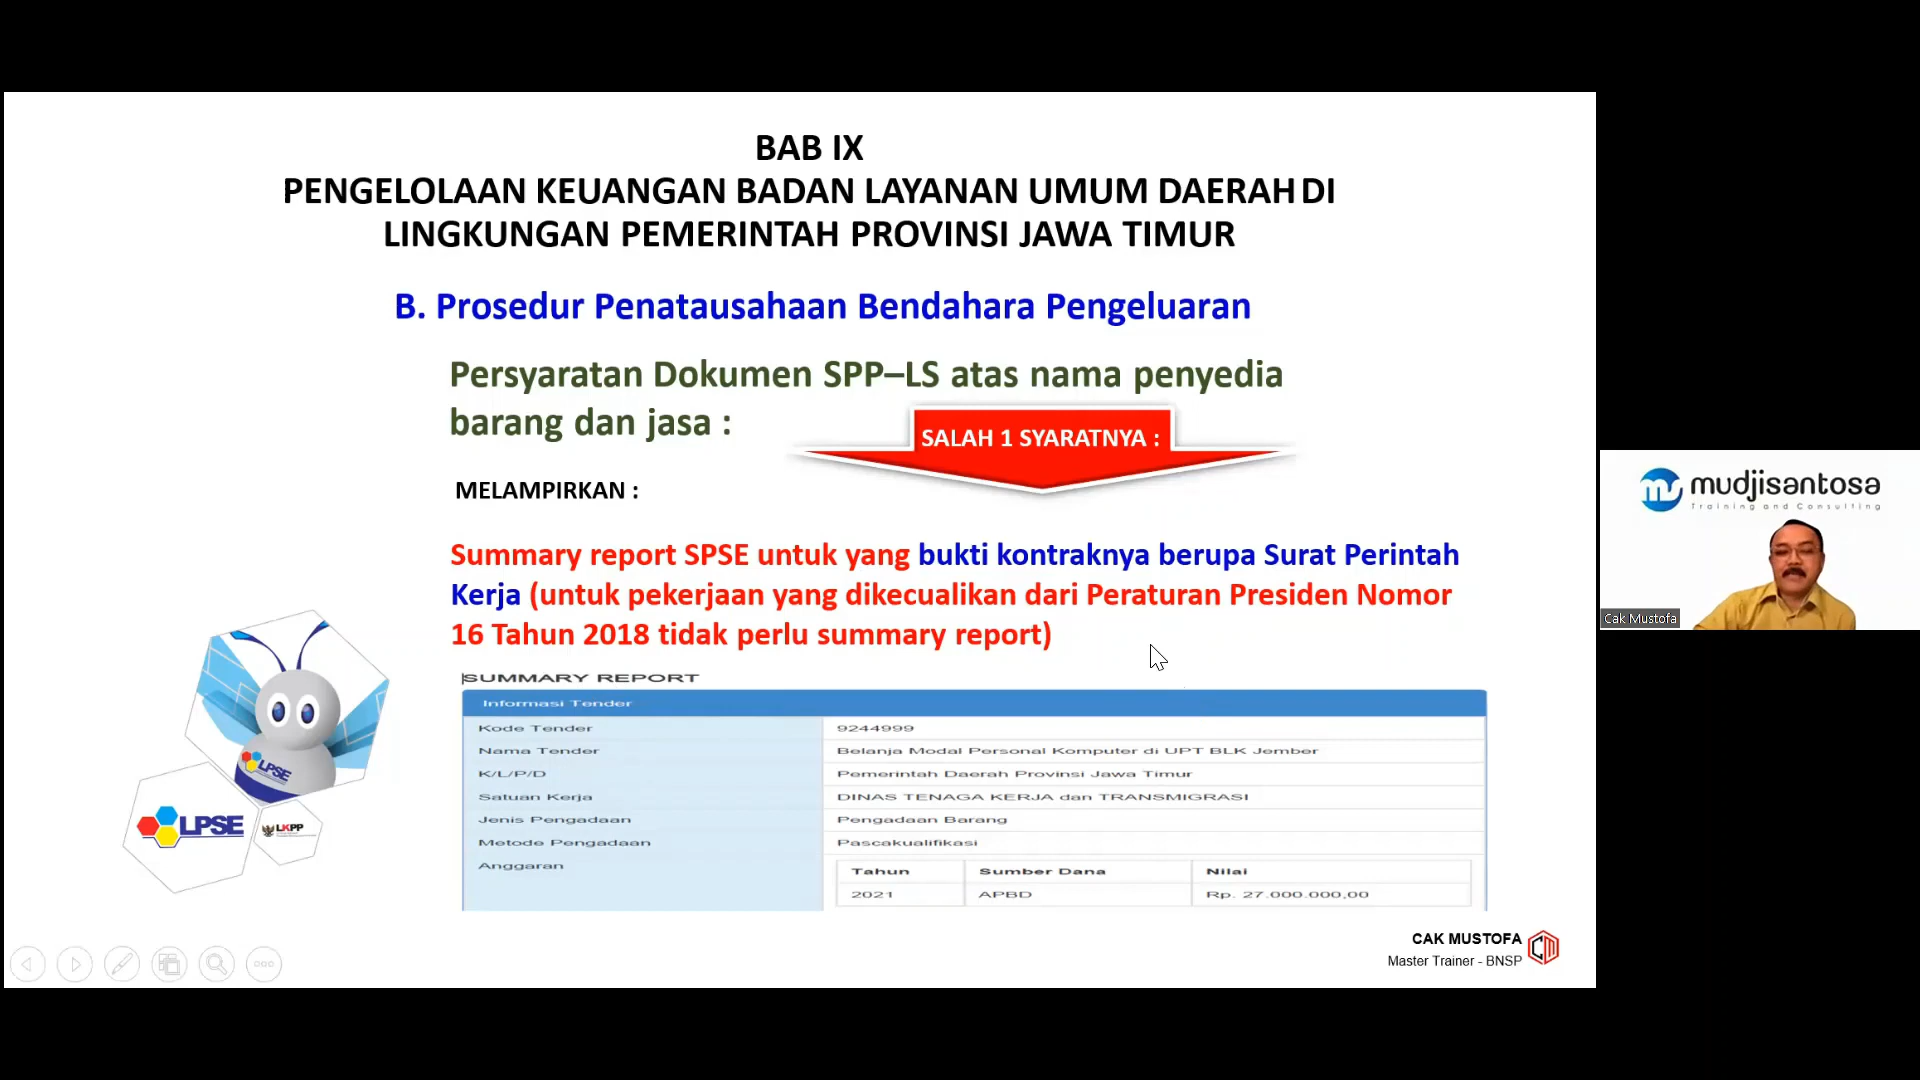 BAB IX
PENGELOLAAN KEUANGAN BADAN LAYANAN UMUM DAERAH DI
LINGKUNGAN PEMERINTAH PROVINSI JAWA TIMUR
B. Prosedur Penatausahaan Bendahara Pengeluaran
Persyaratan Dokumen SPP–LS atas nama penyedia
barang dan jasa :
SALAH 1 SYARATNYA :
MELAMPIRKAN :
Summary report SPSE untuk yang bukti kontraknya berupa Surat Perintah
Kerja (untuk pekerjaan yang dikecualikan dari Peraturan Presiden Nomor
16 Tahun 2018 tidak perlu summary report)
SUMMARY REPORT
Informasi Tender
Kode Tender 9244999
Nama Tender Belanja Modal Personal Komputer di UPT BLK Jember
K/L/P/D Pemerintah Daerah Provinsi Jawa Timur
Satuan Kerja DINAS TENAGA KERJA dan TRANSMIGRASI
Jenis Pengadaan Pengadaan Barang
Metode Pengadaan Pascakualifikasi
Anggaran Tahun Sumber Dana Nilai
2021 APBD Rp. 27.000.000,00
LPSE
LPSE
LKPP
CAK MUSTOFA
Master Trainer - BNSP
mudjisantosa
Training and Consulting
Cak Mustofa